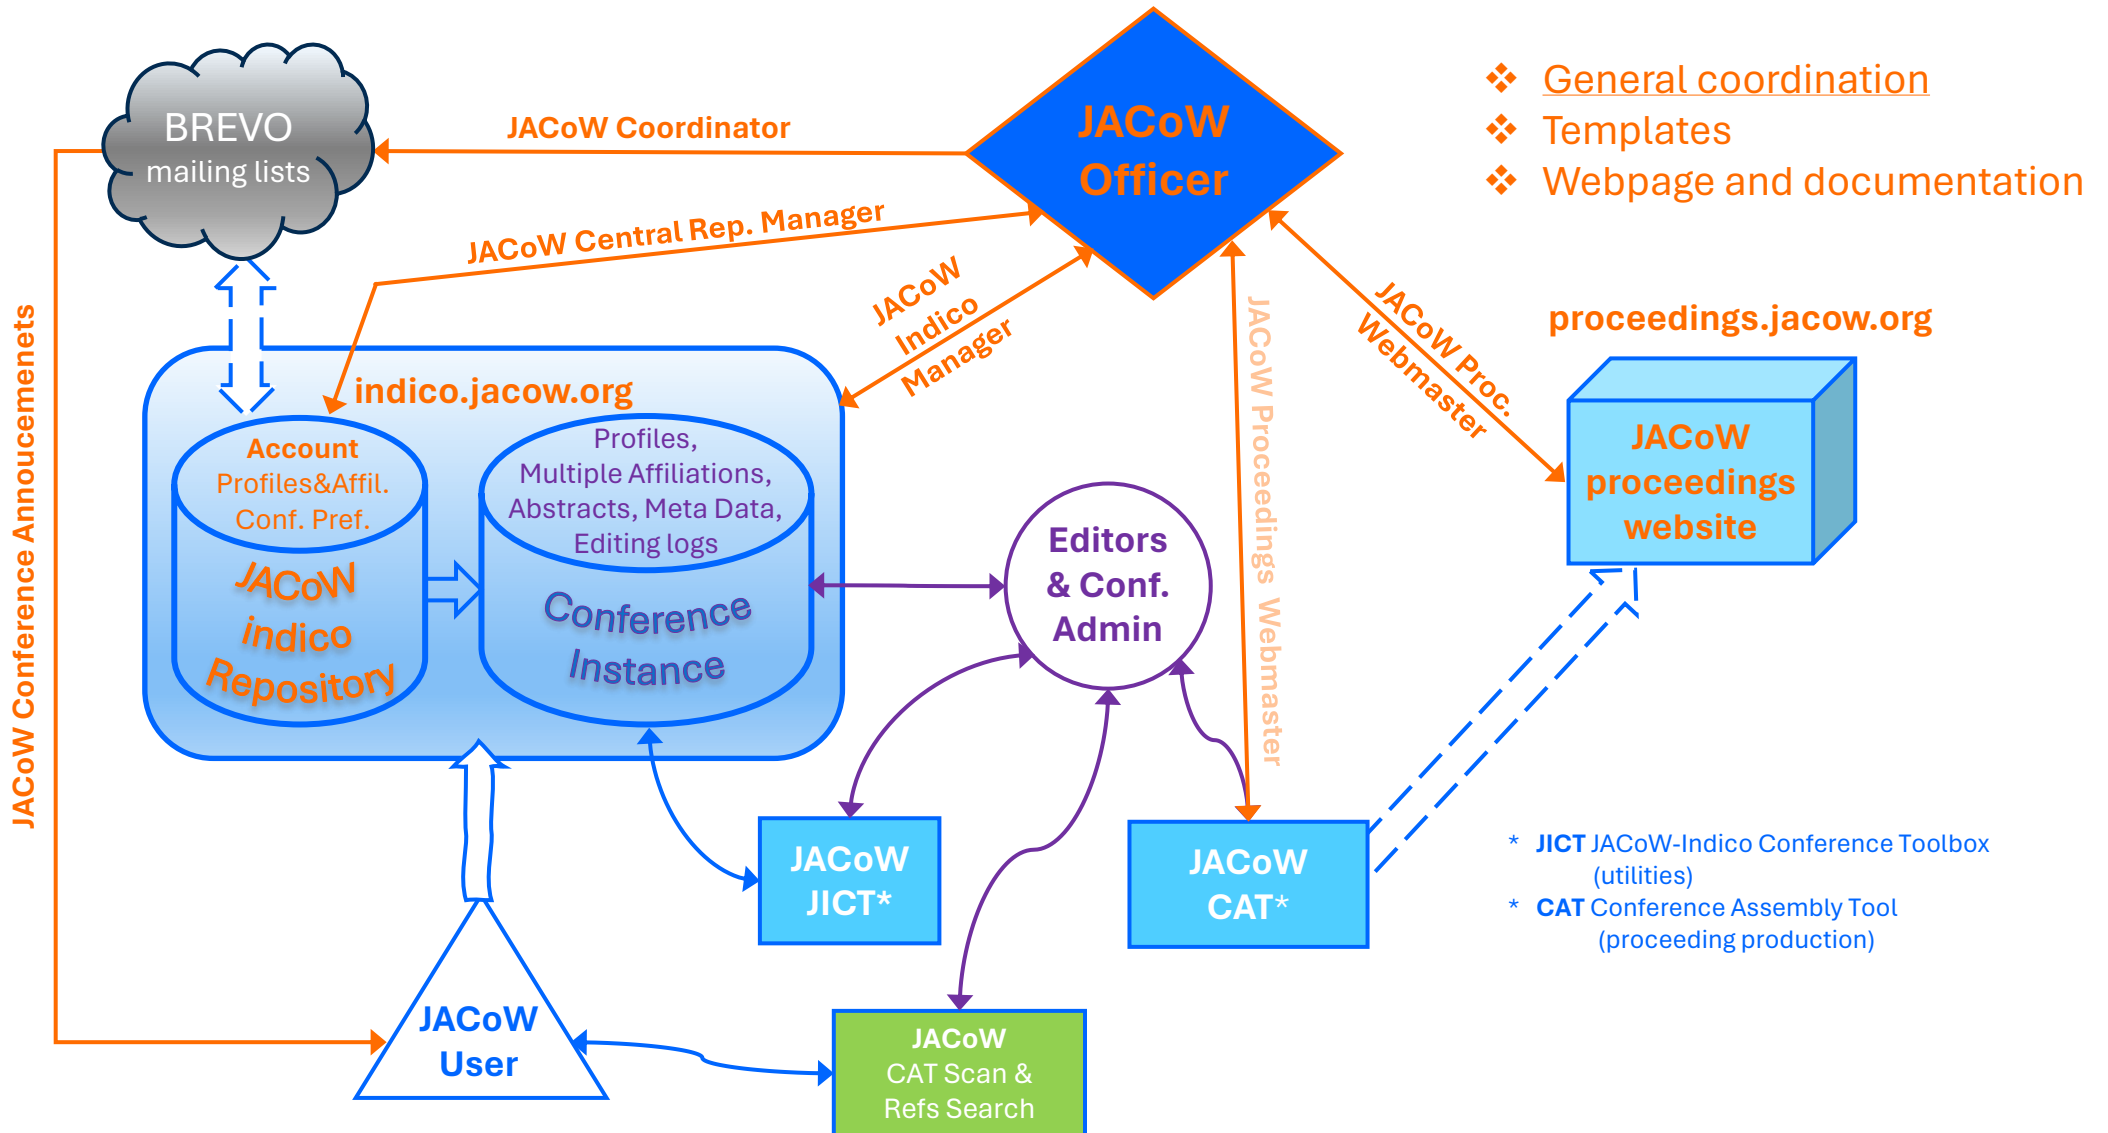 BREVO
mailing lists
JACoW Coordinator
JACoW
Officer
❖ General coordination
❖ Templates
❖ Webpage and documentation
JACoW Central Rep. Manager
JACoW
Indico
Manager
JACoW Proceedings Webmaster
JACoW Proc.
Webmaster
proceedings.jacow.org
JACoW
proceedings
website
JACoW Conference Annoucemenets
indico.jacow.org
Account
Profiles&Affil.
Conf. Pref.
JACoW
indico
Repository
Profiles,
Multiple Affiliations,
Abstracts, Meta Data,
Editing logs
Conference
Instance
Editors
& Conf.
Admin
JACoW
JICT*
JACoW
CAT*
* JICT JACoW-Indico Conference Toolbox
(utilities)
* CAT Conference Assembly Tool
(proceeding production)
JACoW
User
JACoW
CAT Scan &
Refs Search